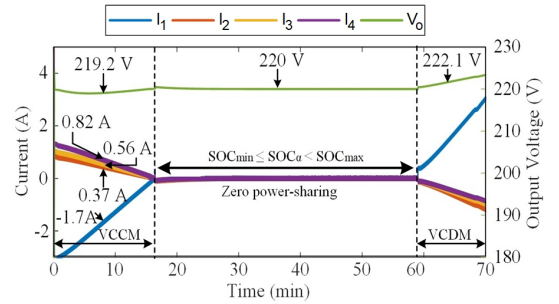 I1 I2 I3 I4 Vo
4
2
0
-2
Current (A)
230
220
210
200
190
180
Output Voltage (V)
219.2 V
220 V
222.1 V
0.82 A
0.56 A
0.37 A
-1.7A
SOCmin ≤ SOCα < SOCmax
Zero power-sharing
VCCM
VCDM
0 10 20 30 40 50 60 70
Time (min)